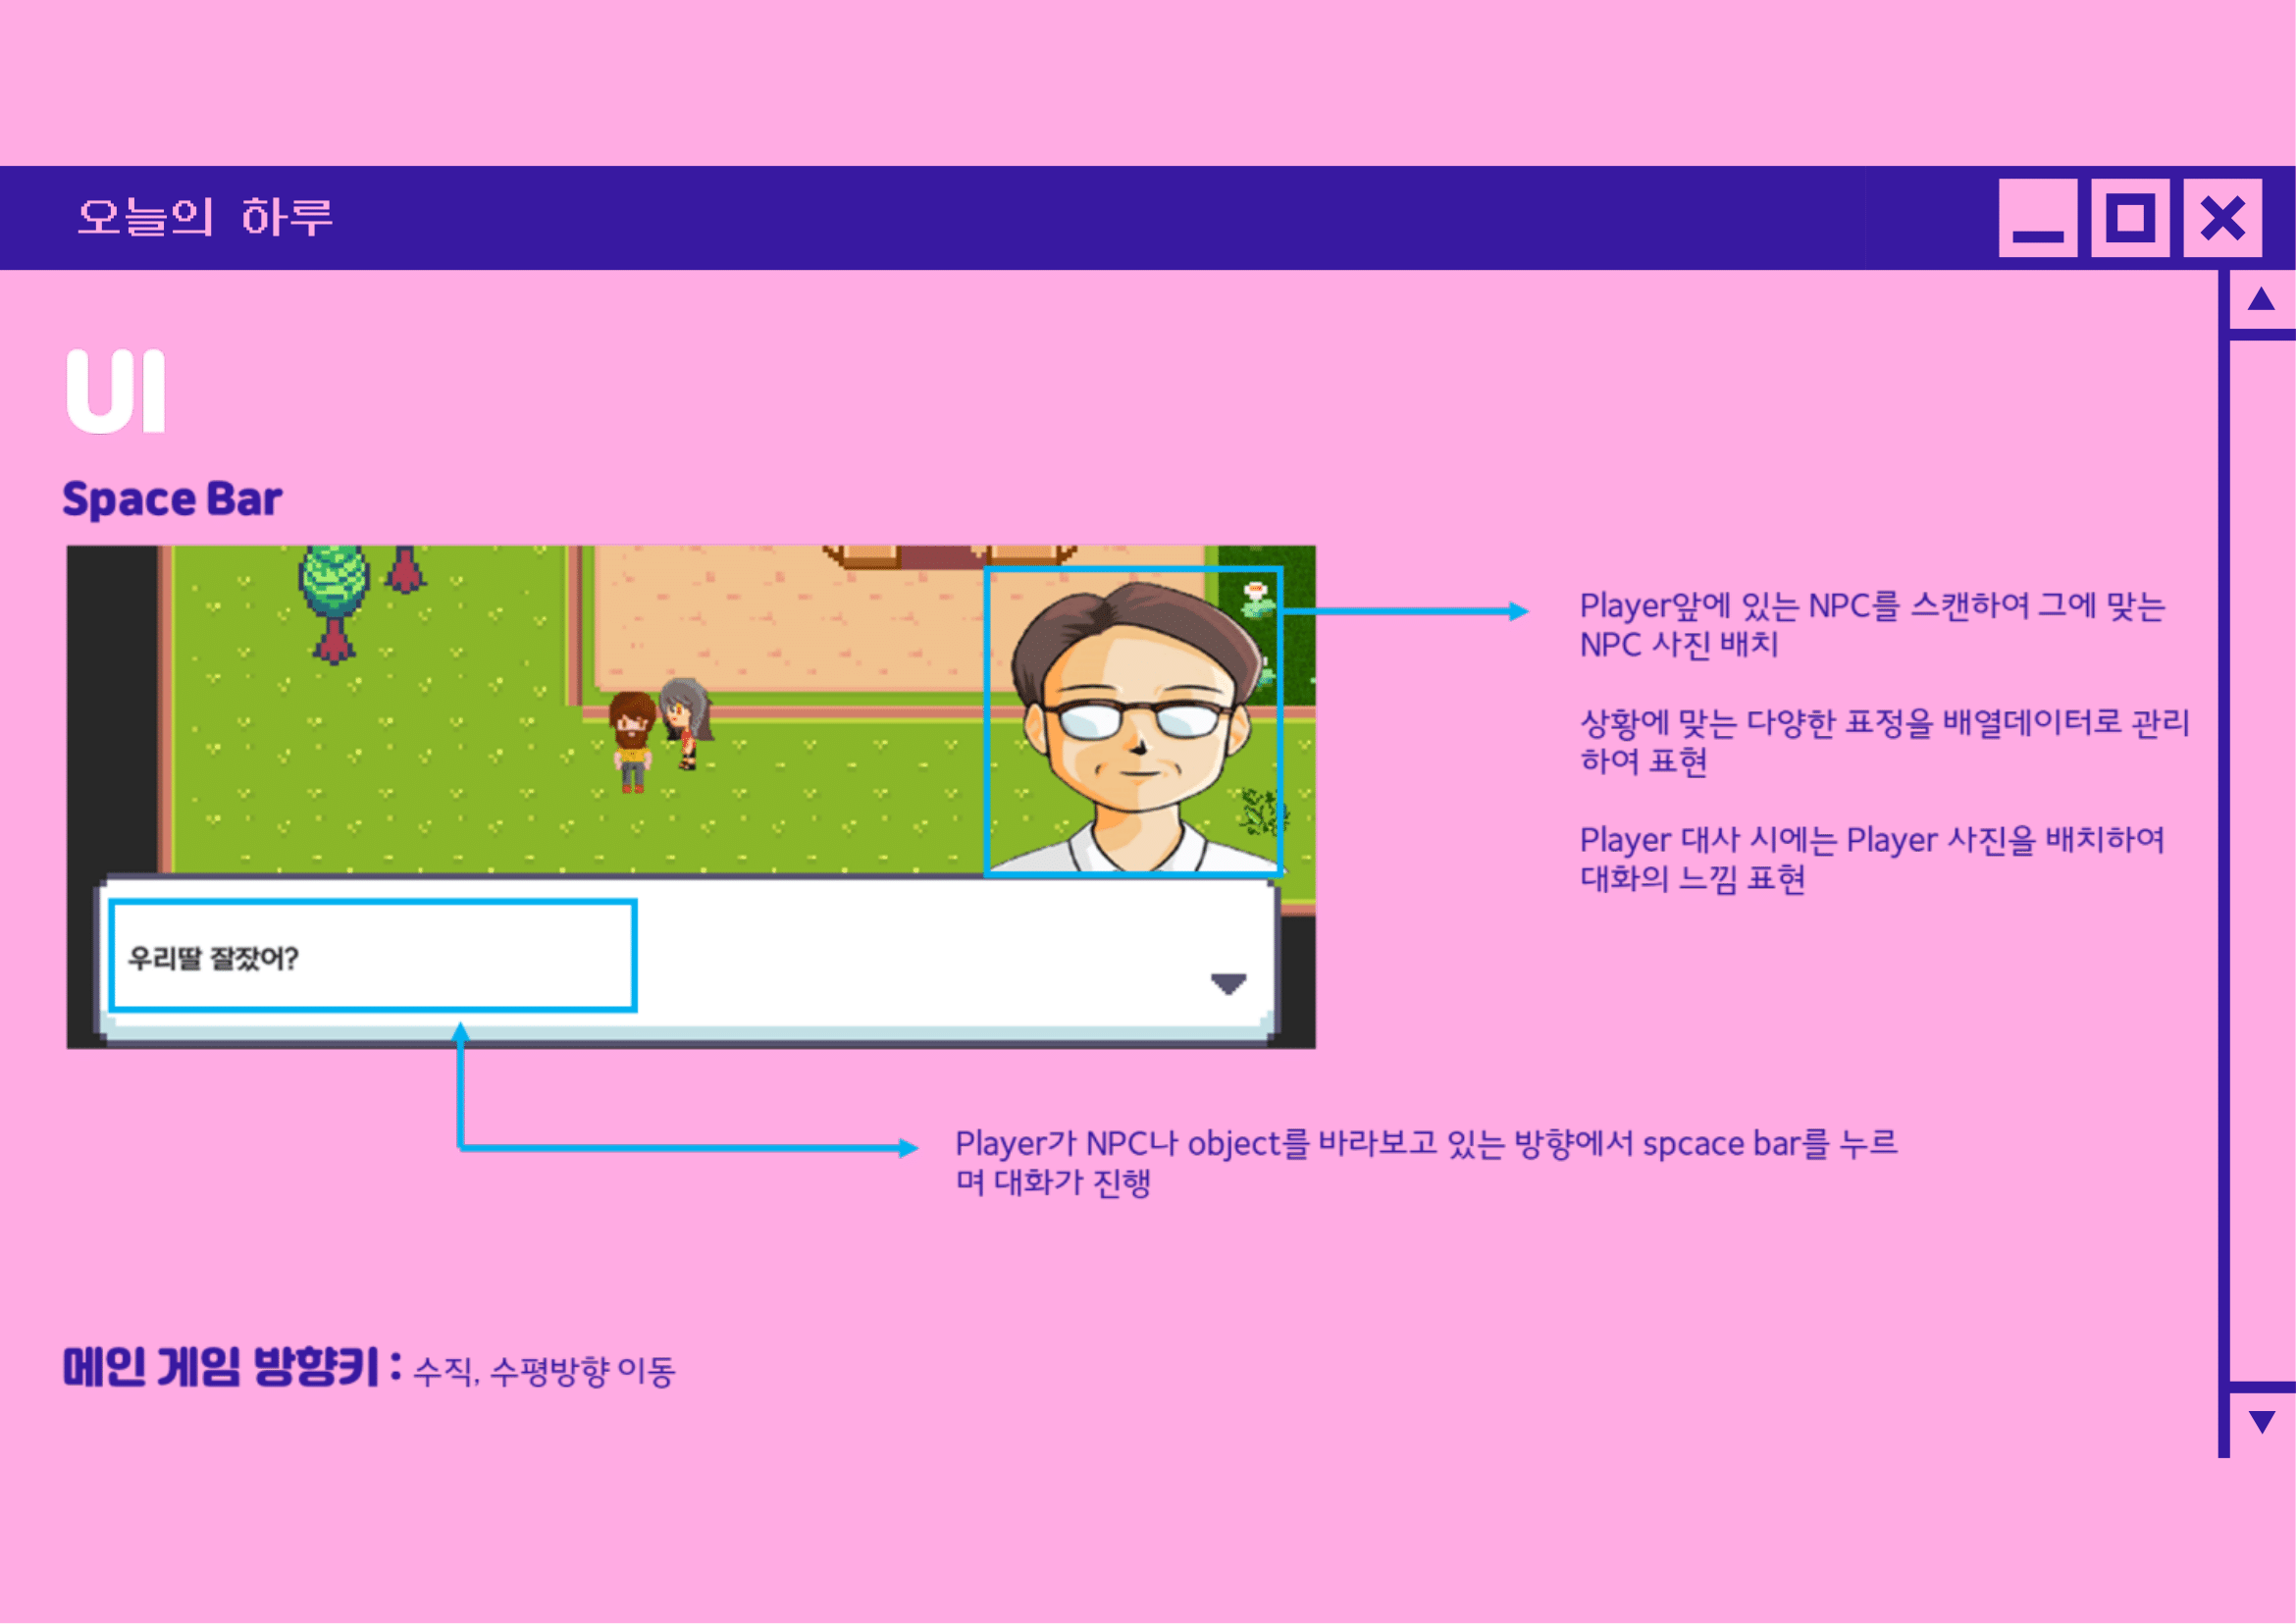 오늘의 하루
UI
Space Bar
Player앞에 있는 NPC를 스캔하여 그에 맞는
NPC 사진 배치
상황에 맞는 다양한 표정을 배열데이터로 관리
하여 표현
Player 대사 시에는 Player 사진을 배치하여
대화의 느낌 표현
우리딸 잘잤어?
Player가 NPC나 object를 바라보고 있는 방향에서 spcace bar를 누르
며 대화가 진행
메인 게임 방향키 : 수직, 수평방향 이동